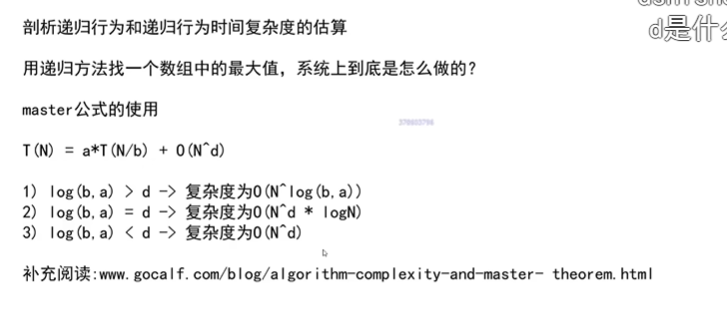 d是什
剖析递归行为和递归行为时间复杂度的估算
用递归方法找一个数组中的最大值，系统上到底是怎么做的？
master公式的使用
T(N) = a*T(N/b) + O(N^d)
1) log(b,a) > d -> 复杂度为O(N^log(b,a))
2) log(b,a) = d -> 复杂度为O(N^d * logN)
3) log(b,a) < d -> 复杂度为O(N^d)
补充阅读:www.gocalf.com/blog/algorithm-complexity-and-master- theorem.html